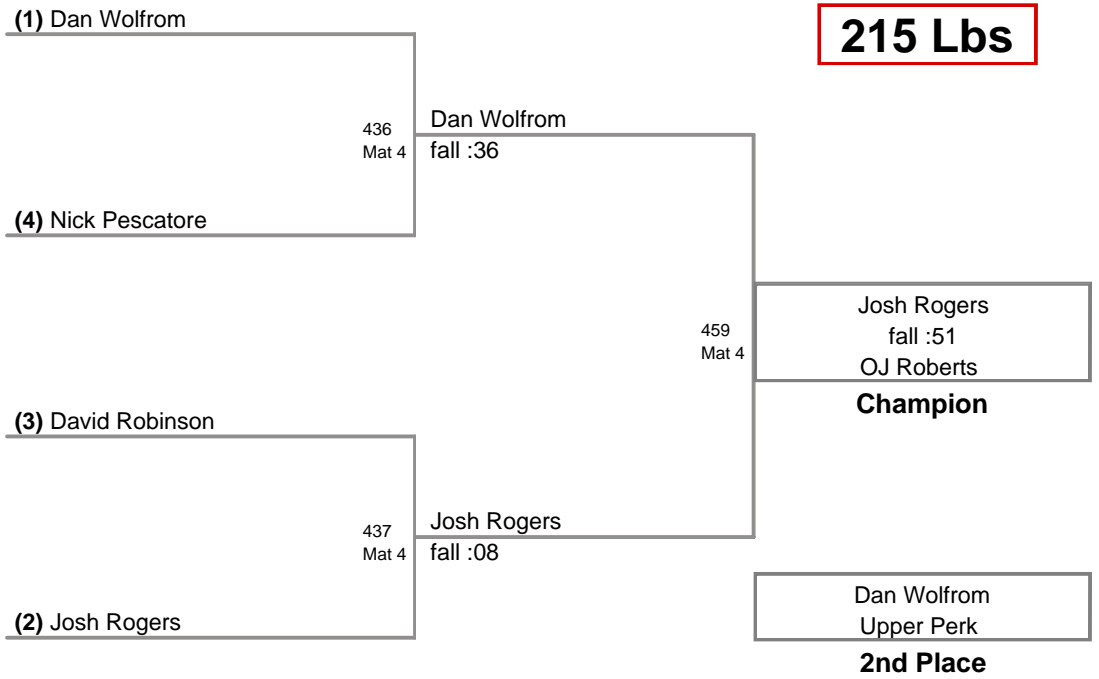 (1) Dan Wolfrom
215 Lbs
436
Mat 4
Dan Wolfrom
fall :36
(4) Nick Pescatore
459
Mat 4
Josh Rogers
fall :51
OJ Roberts
Champion
(3) David Robinson
437
Mat 4
Josh Rogers
fall :08
(2) Josh Rogers
Dan Wolfrom
Upper Perk
2nd Place